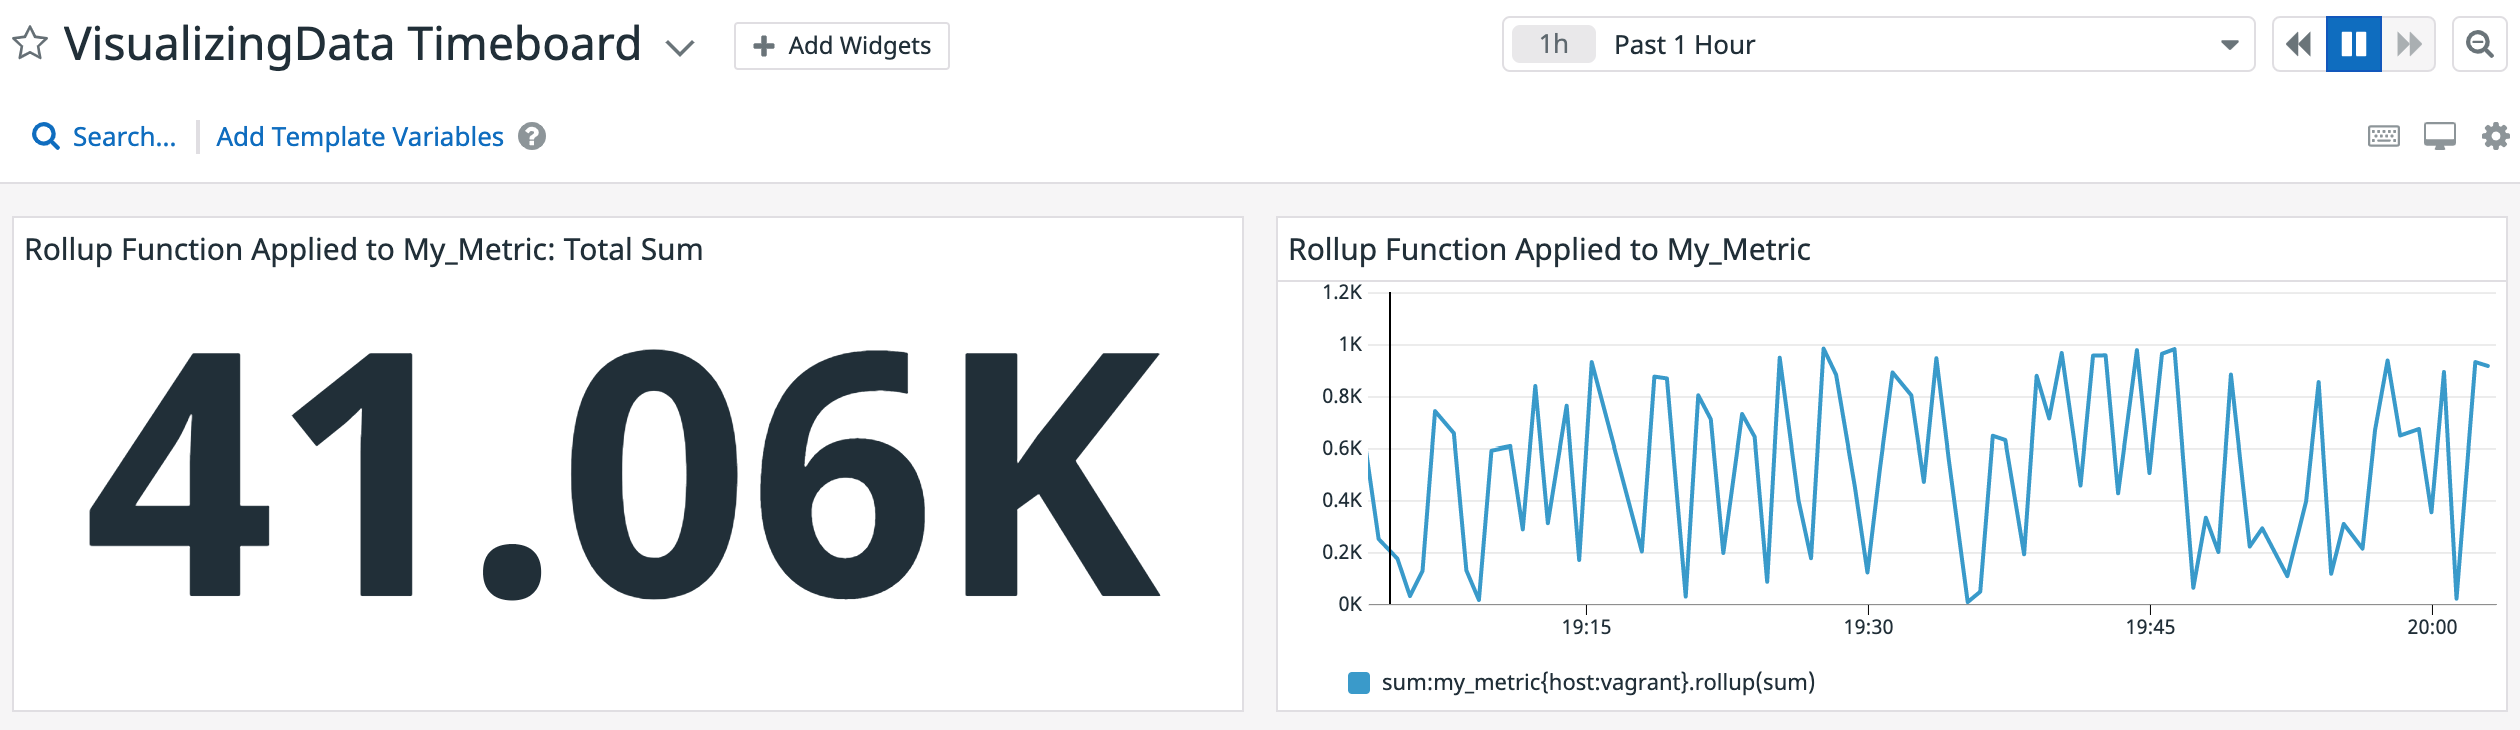 VisualizingData Timeboard
Add Widgets
1h Past 1 Hour
Search...
Add Template Variables ?
Rollup Function Applied to My_Metric: Total Sum
41.06K
Rollup Function Applied to My_Metric
1.2K
1K
0.8K
0.6K
0.4K
0.2K
0K
19:15 19:30 19:45 20:00
sum:my_metric{host:vagrant}.rollup(sum)